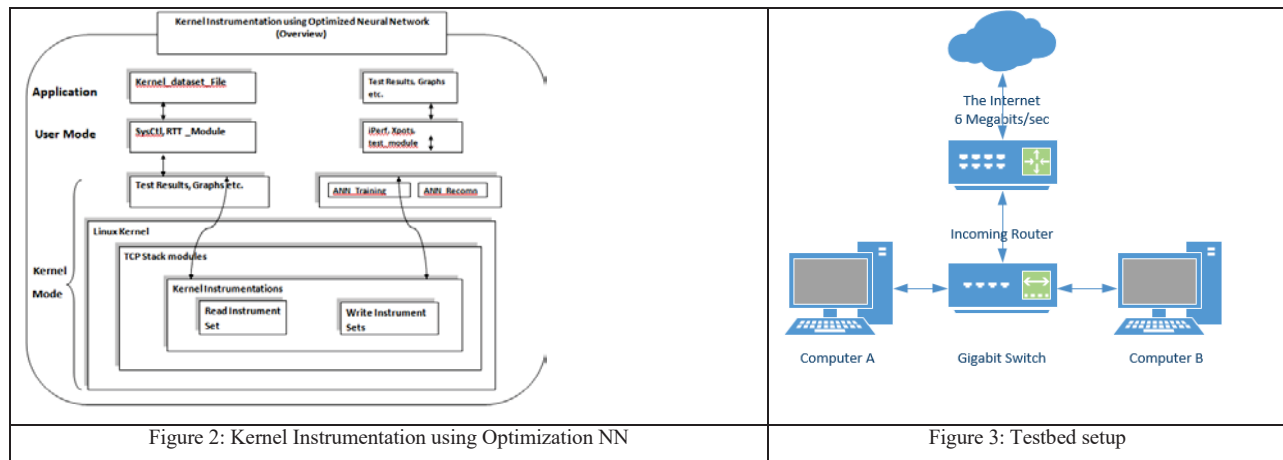 Kernel Instrumentation using Optimized Neural Network
(Overview)
Application
Kernel_dataset_File
Test Results, Graphs
etc.
User Mode
SysCtl, RTT _Module
iPerf, Xpots,
test_module
Test Results, Graphs etc.
ANN_Training
ANN_Recomn
Linux Kernel
TCP Stack modules
Kernel
Mode
Kernel Instrumentations
Read Instrument
Set
Write Instrument
Sets
Figure 2: Kernel Instrumentation using Optimization NN
The Internet
6 Megabits/sec
Incoming Router
Computer A
Gigabit Switch
Computer B
Figure 3: Testbed setup